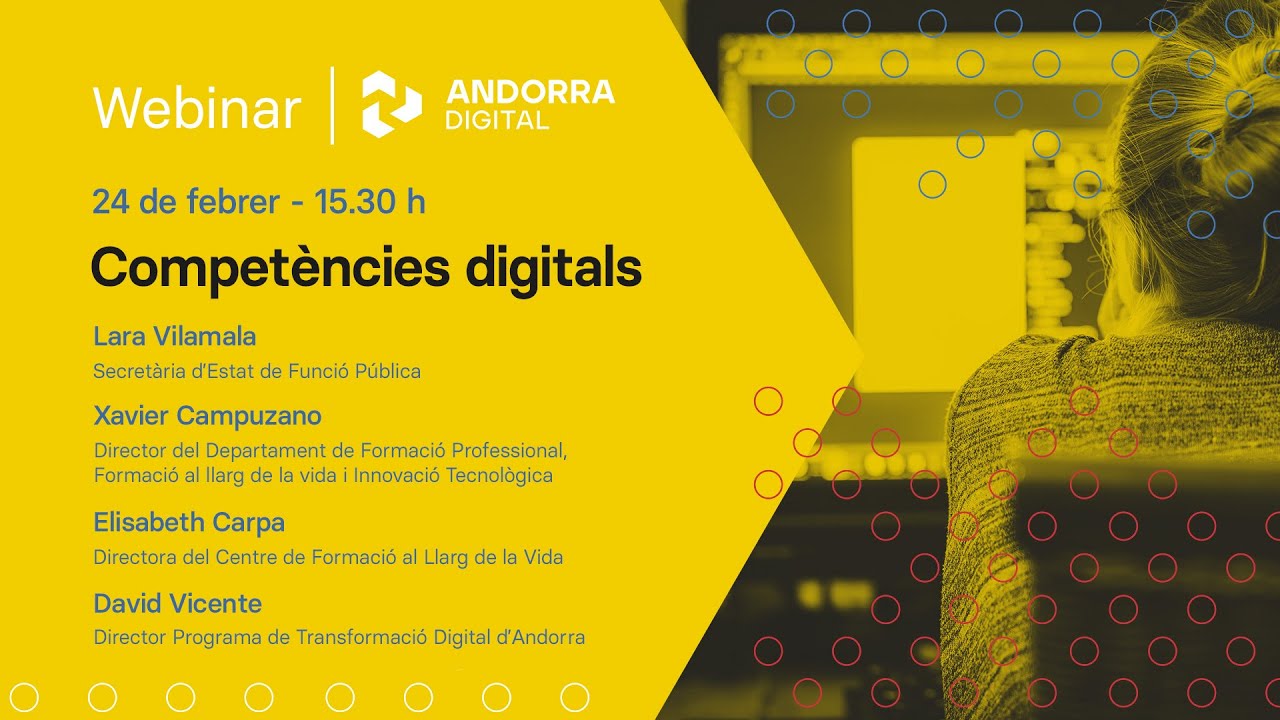 Webinar
ANDORRA
DIGITAL
24 de febrer - 15.30 h
Competències digitals
Lara Vilamala
Secretària d'Estat de Funció Pública
Xavier Campuzano
Director del Departament de Formació Professional,
Formació al llarg de la vida i Innovació Tecnològica
Elisabeth Carpa
Directora del Centre de Formació al Llarg de la Vida
David Vicente
Director Programa de Transformació Digital d'Andorra